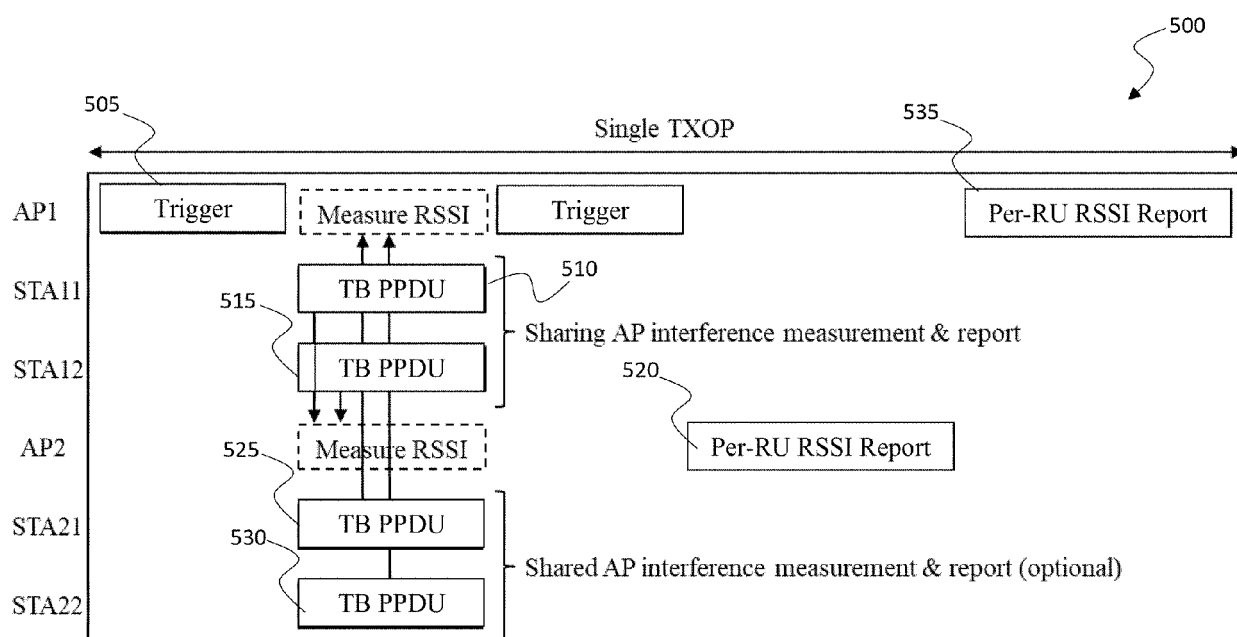 500
505
535
Single TXOP
AP1
Trigger
Measure RSSI
Trigger
Per-RU RSSI Report
STA11
TB PPDU
510
515
Sharing AP interference measurement & report
STA12
TB PPDU
520
AP2
Measure RSSI
Per-RU RSSI Report
525
STA21
TB PPDU
530
Shared AP interference measurement & report (optional)
STA22
TB PPDU